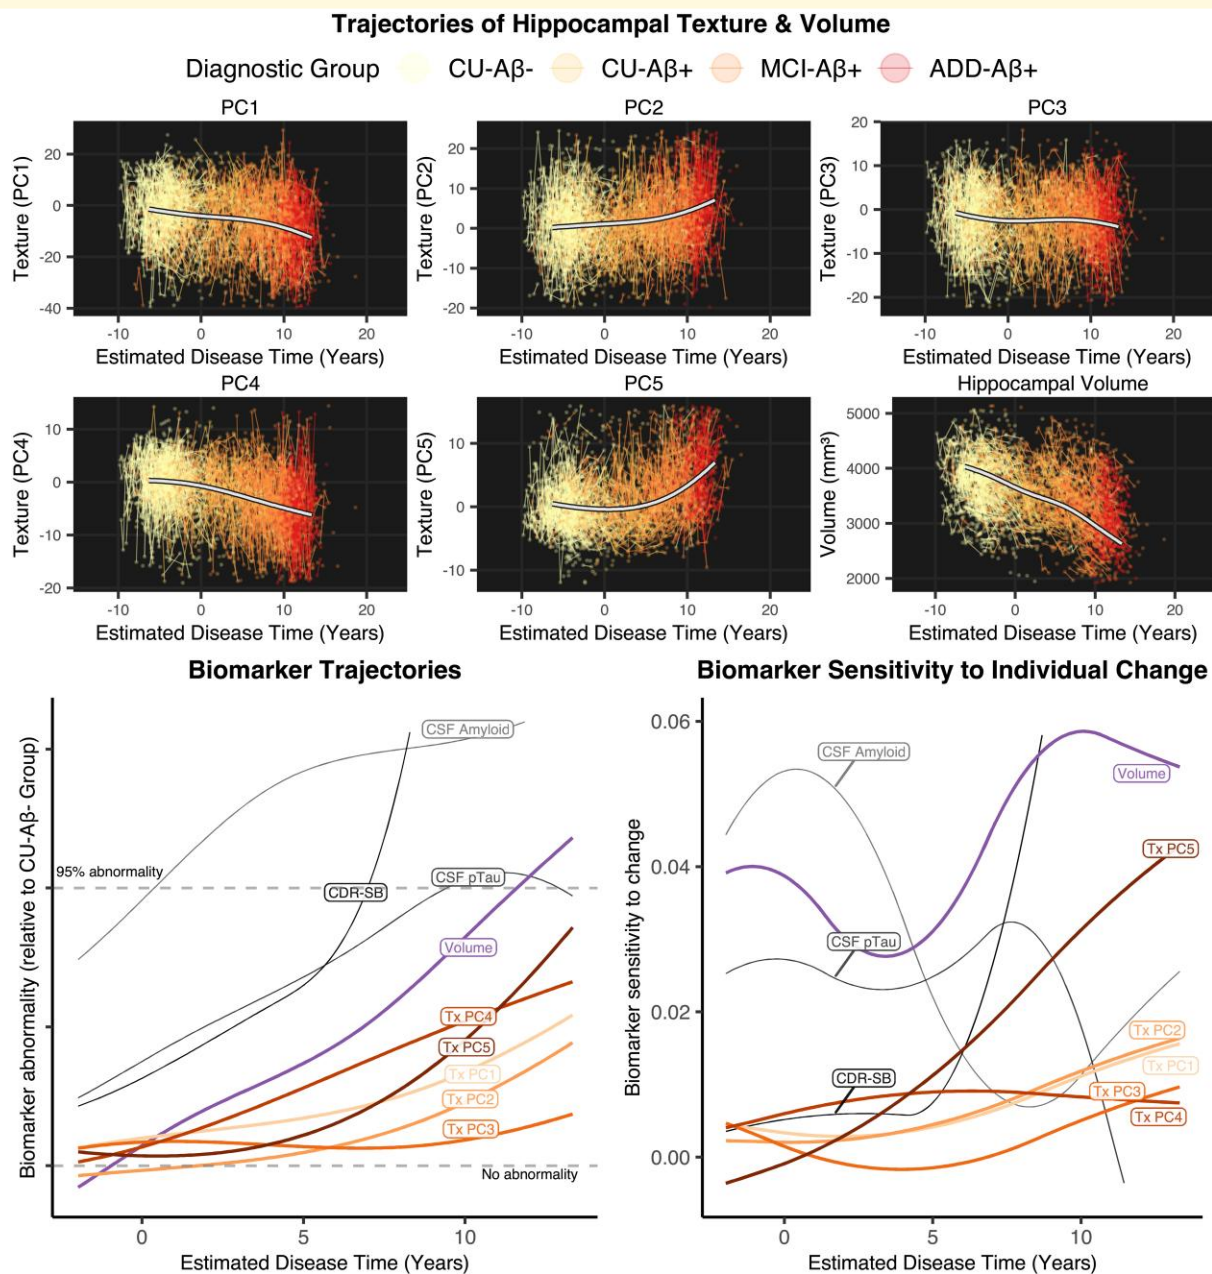 Trajectories of Hippocampal Texture & Volume
Diagnostic Group CU-Aβ- CU-Aβ+ MCI-Aβ+ ADD-Aβ+
PC1
Texture (PC1)
20
0
-20
-40
-10 0 10 20
Estimated Disease Time (Years)
PC2
Texture (PC2)
20
10
0
-10
-20
-10 0 10 20
Estimated Disease Time (Years)
PC3
Texture (PC3)
20
10
0
-10
-20
-10 0 10 20
Estimated Disease Time (Years)
PC4
Texture (PC4)
10
0
-10
-20
-10 0 10 20
Estimated Disease Time (Years)
PC5
Texture (PC5)
10
0
-10
-10 0 10 20
Estimated Disease Time (Years)
Hippocampal Volume
Volume (mm³)
5000
4000
3000
2000
-10 0 10 20
Estimated Disease Time (Years)
Biomarker Trajectories
Biomarker abnormality (relative to CU-Aβ- Group)
CSF Amyloid
95% abnormality
CSF pTau
CDR-SB
Volume
Tx PC4
Tx PC5
Tx PC1
Tx PC2
Tx PC3
No abnormality
0 5 10
Estimated Disease Time (Years)
Biomarker Sensitivity to Individual Change
Biomarker sensitivity to change
0.06
0.04
0.02
0.00
CSF Amyloid
Volume
Tx PC5
CSF pTau
Tx PC2
Tx PC1
CDR-SB
Tx PC3
Tx PC4
0 5 10
Estimated Disease Time (Years)